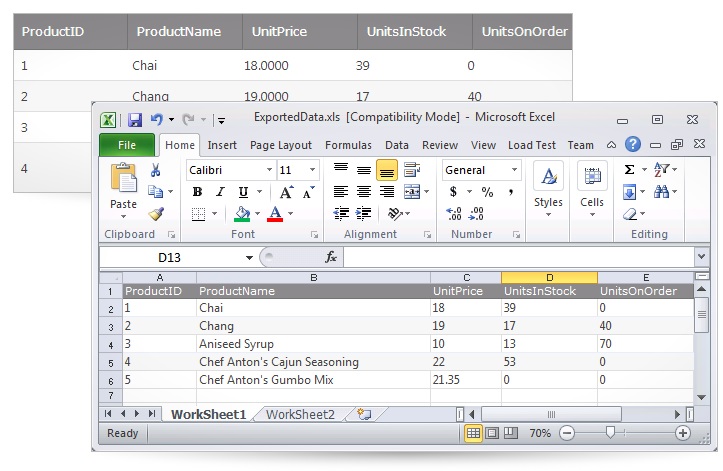 ProductID ProductName UnitPrice UnitsInStock UnitsOnOrder
1 Chai 18.0000 39 0
2 Chang 19.0000 17 40
3
4
ExportedData.xls [Compatibility Mode] - Microsoft Excel
File Home Insert Page Layout Formulas Data Review View Load Test Team
Calibri 11 General
Paste B I U A A $ % , Styles Cells Σ
A .00 .0
Clipboard Font Alignment Number Editing
D13 fx
A B C D E
1 ProductID ProductName UnitPrice UnitsInStock UnitsOnOrder
2 1 Chai 18 39 0
3 2 Chang 19 17 40
4 3 Aniseed Syrup 10 13 70
5 4 Chef Anton's Cajun Seasoning 22 53 0
6 5 Chef Anton's Gumbo Mix 21.35 0 0
7
WorkSheet1 WorkSheet2
Ready 70%